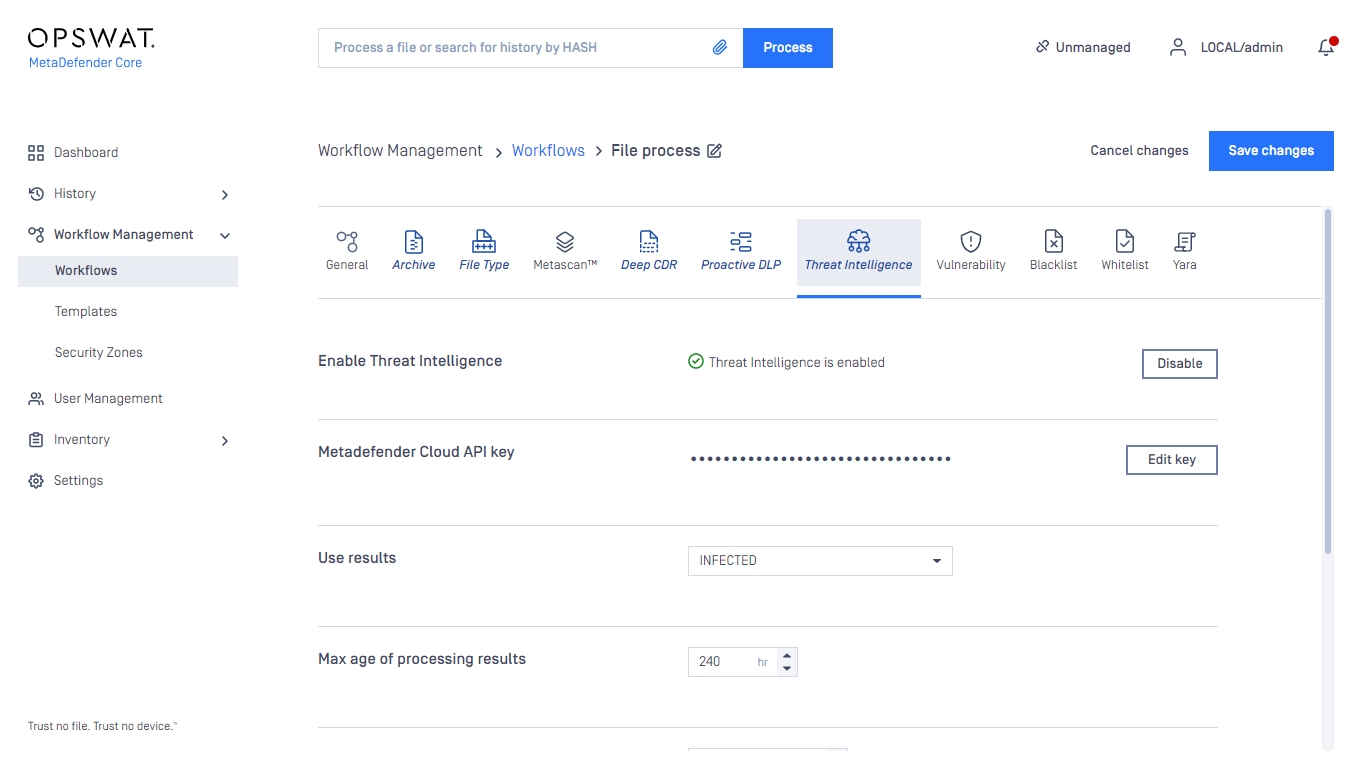 OPSWAT.
MetaDefender Core
Process a file or search for history by HASH
Process
Unmanaged
LOCAL/admin
Dashboard
History
Workflow Management
Workflows
Templates
Security Zones
User Management
Inventory
Settings
Trust no file. Trust no device.™
Workflow Management > Workflows > File process
Cancel changes
Save changes
General
Archive
File Type
Metascan™
Deep CDR
Proactive DLP
Threat Intelligence
Vulnerability
Blacklist
Whitelist
Yara
Enable Threat Intelligence
Threat Intelligence is enabled
Disable
Metadefender Cloud API key
••••••••••••••••••••••••••••••••
Edit key
Use results
INFECTED
Max age of processing results
240 hr